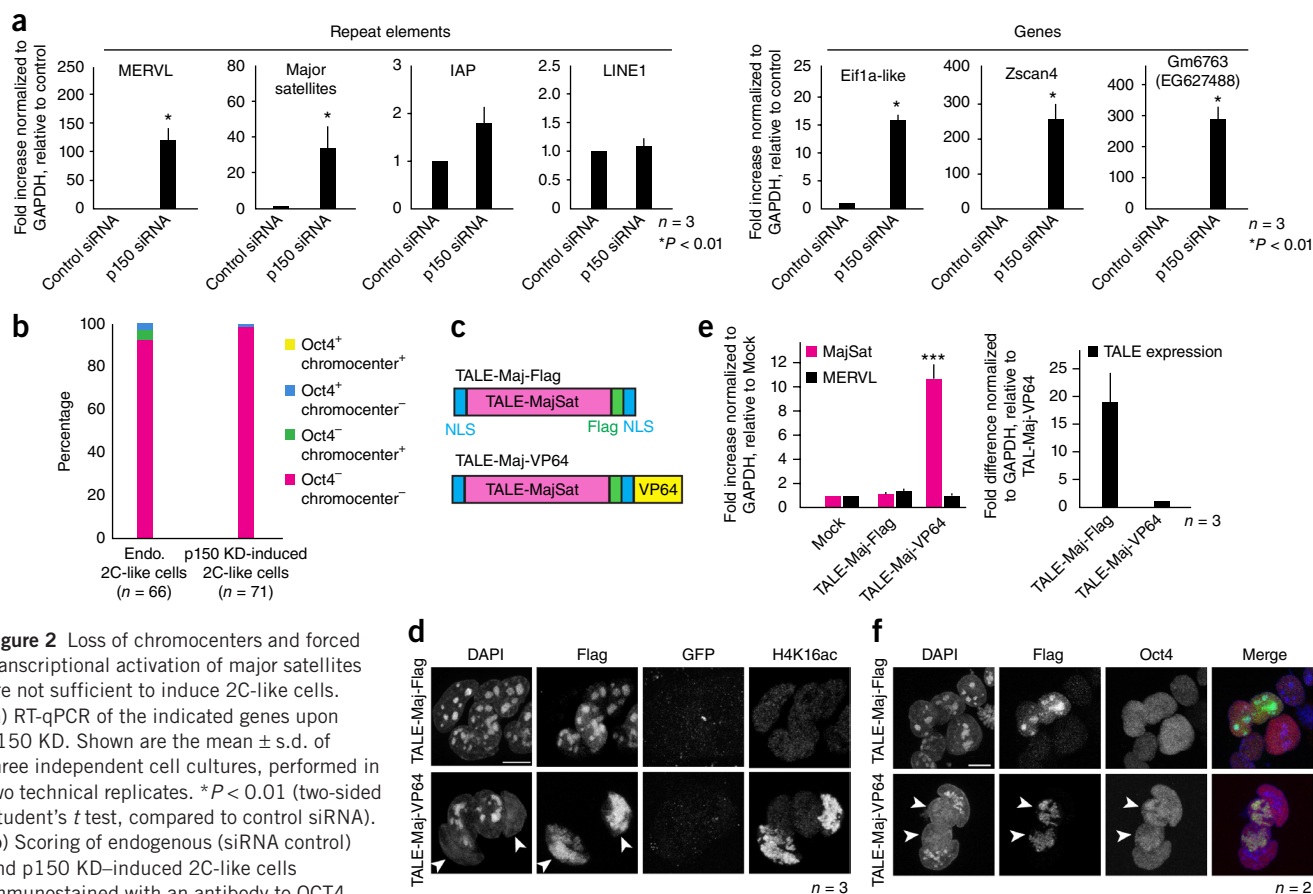 a
Repeat elements
Fold increase normalized to
GAPDH, relative to control
MERVL
250
200
150
100
50
0
*
Control siRNA
p150 siRNA
Major
satellites
80
60
40
20
0
*
Control siRNA
p150 siRNA
IAP
3
2
1
0
Control siRNA
p150 siRNA
LINE1
2.5
2.0
1.5
1.0
0.5
0
Control siRNA
p150 siRNA
n = 3
*P < 0.01
Genes
Fold increase normalized to
GAPDH, relative to control
Eif1a-like
25
20
15
10
5
0
*
Control siRNA
p150 siRNA
Zscan4
400
300
200
100
0
*
Control siRNA
p150 siRNA
Gm6763
(EG627488)
400
300
200
100
0
*
Control siRNA
p150 siRNA
n = 3
*P < 0.01
b
Percentage
100
80
60
40
20
0
Endo.
2C-like cells
(n = 66)
p150 KD-induced
2C-like cells
(n = 71)
Oct4+
chromocenter+
Oct4+
chromocenter−
Oct4−
chromocenter+
Oct4−
chromocenter−
c
TALE-Maj-Flag
TALE-MajSat
NLS
Flag
NLS
TALE-Maj-VP64
TALE-MajSat
VP64
e
Fold increase normalized to
GAPDH, relative to Mock
MajSat
MERVL
***
12
10
8
6
4
2
0
Mock
TALE-Maj-Flag
TALE-Maj-VP64
Fold difference normalized
to GAPDH, relative to
TAL-Maj-VP64
TALE expression
25
20
15
10
5
0
TALE-Maj-Flag
TALE-Maj-VP64
n = 3
gure 2 Loss of chromocenters and forced
ranscriptional activation of major satellites
re not sufficient to induce 2C-like cells.
) RT-qPCR of the indicated genes upon
150 KD. Shown are the mean ± s.d. of
hree independent cell cultures, performed in
wo technical replicates. *P < 0.01 (two-sided
tudent's t test, compared to control siRNA).
) Scoring of endogenous (siRNA control)
nd p150 KD–induced 2C-like cells
mmunostained with an antibody to OCT4
d
DAPI
Flag
GFP
H4K16ac
TALE-Maj-Flag
TALE-Maj-VP64
n = 3
f
DAPI
Flag
Oct4
Merge
TALE-Maj-Flag
TALE-Maj-VP64
n = 2